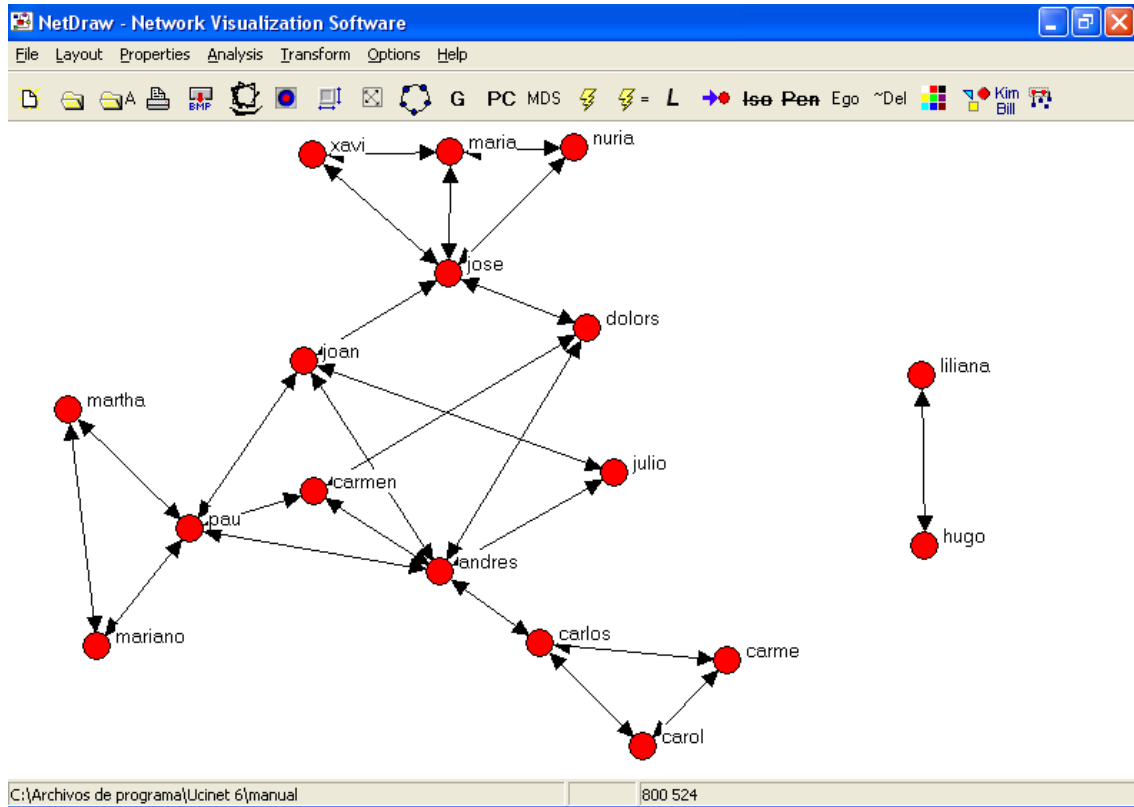 NetDraw - Network Visualization Software
File Layout Properties Analysis Transform Options Help
A BMP G PC MDS = L Iso Pen Ego ~Del Kim Bill
xavi
maria
nuria
jose
dolors
joan
liliana
martha
julio
carmen
pau
hugo
andres
mariano
carlos
carme
carol
C:\Archivos de programa\Ucinet 6\manual 800 524